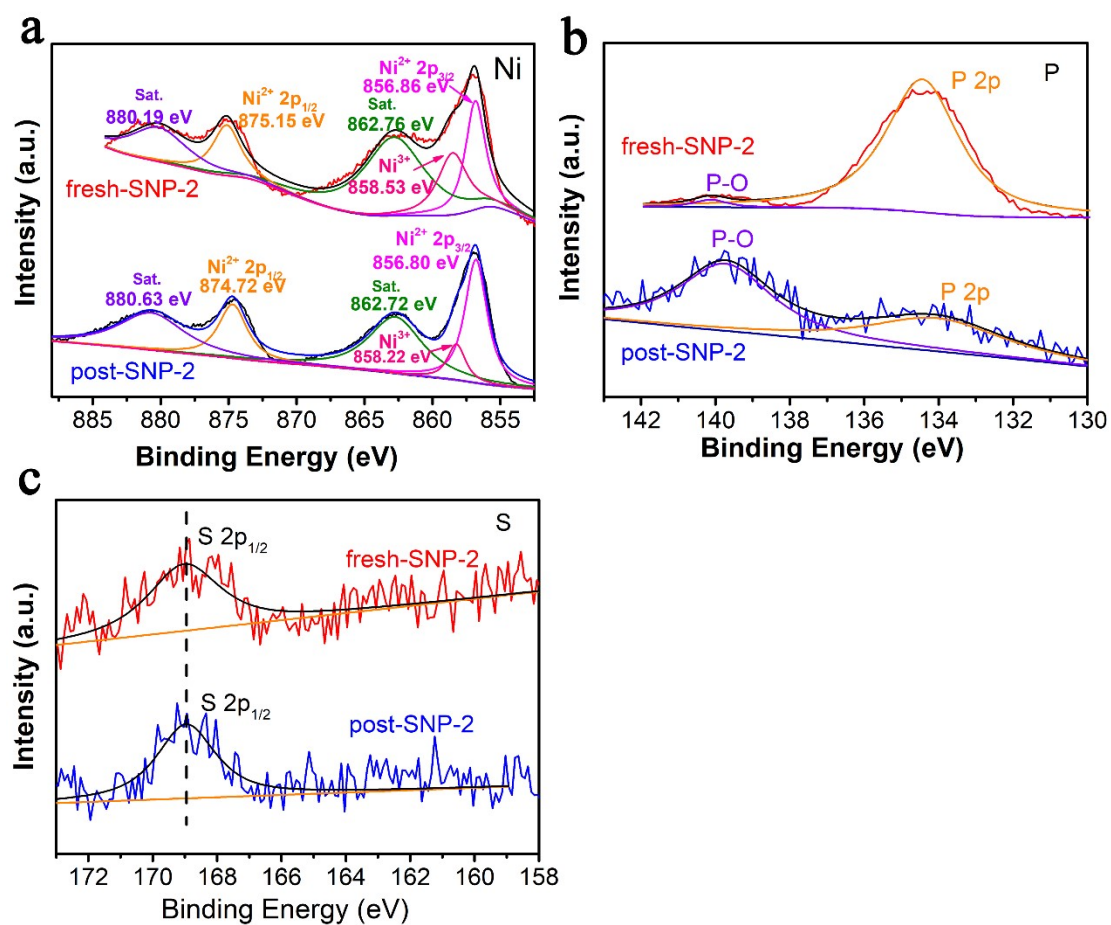 a
Ni
Ni²⁺ 2p₃/₂
856.86 eV
Sat.
880.19 eV
Ni²⁺ 2p₁/₂
875.15 eV
Sat.
862.76 eV
Ni³⁺
858.53 eV
fresh-SNP-2
Ni²⁺ 2p₃/₂
856.80 eV
Sat.
880.63 eV
Ni²⁺ 2p₁/₂
874.72 eV
Sat.
862.72 eV
Ni³⁺
858.22 eV
post-SNP-2
Intensity (a.u.)
885 880 875 870 865 860 855
Binding Energy (eV)
b
P
P 2p
fresh-SNP-2
P-O
P-O
P 2p
post-SNP-2
Intensity (a.u.)
142 140 138 136 134 132 130
Binding Energy (eV)
c
S
S 2p₁/₂
fresh-SNP-2
S 2p₁/₂
post-SNP-2
Intensity (a.u.)
172 170 168 166 164 162 160 158
Binding Energy (eV)